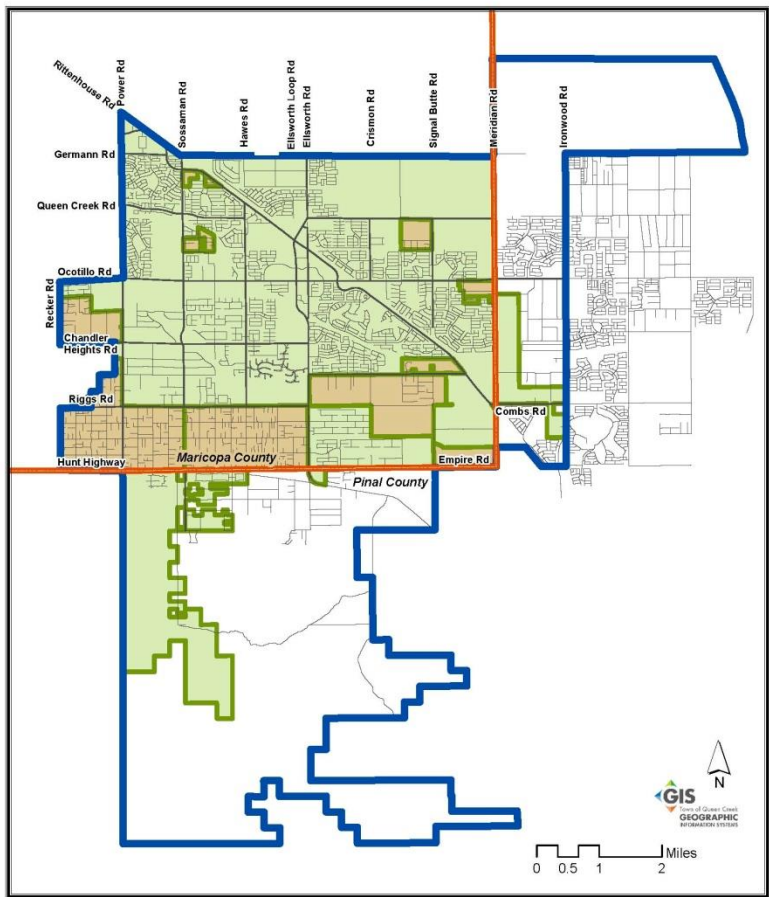 Rittenhouse Rd
Power Rd
Sossaman Rd
Hawes Rd
Ellsworth Loop Rd
Ellsworth Rd
Crismon Rd
Signal Butte Rd
Meridian Rd
Ironwood Rd
Germann Rd
Queen Creek Rd
Ocotillo Rd
Recker Rd
Chandler
Heights Rd
Riggs Rd
Combs Rd
Hunt Highway
Maricopa County
Empire Rd
Pinal County
N
GIS
Town of Queen Creek
GEOGRAPHIC
INFORMATION SYSTEMS
Miles
0 0.5 1 2